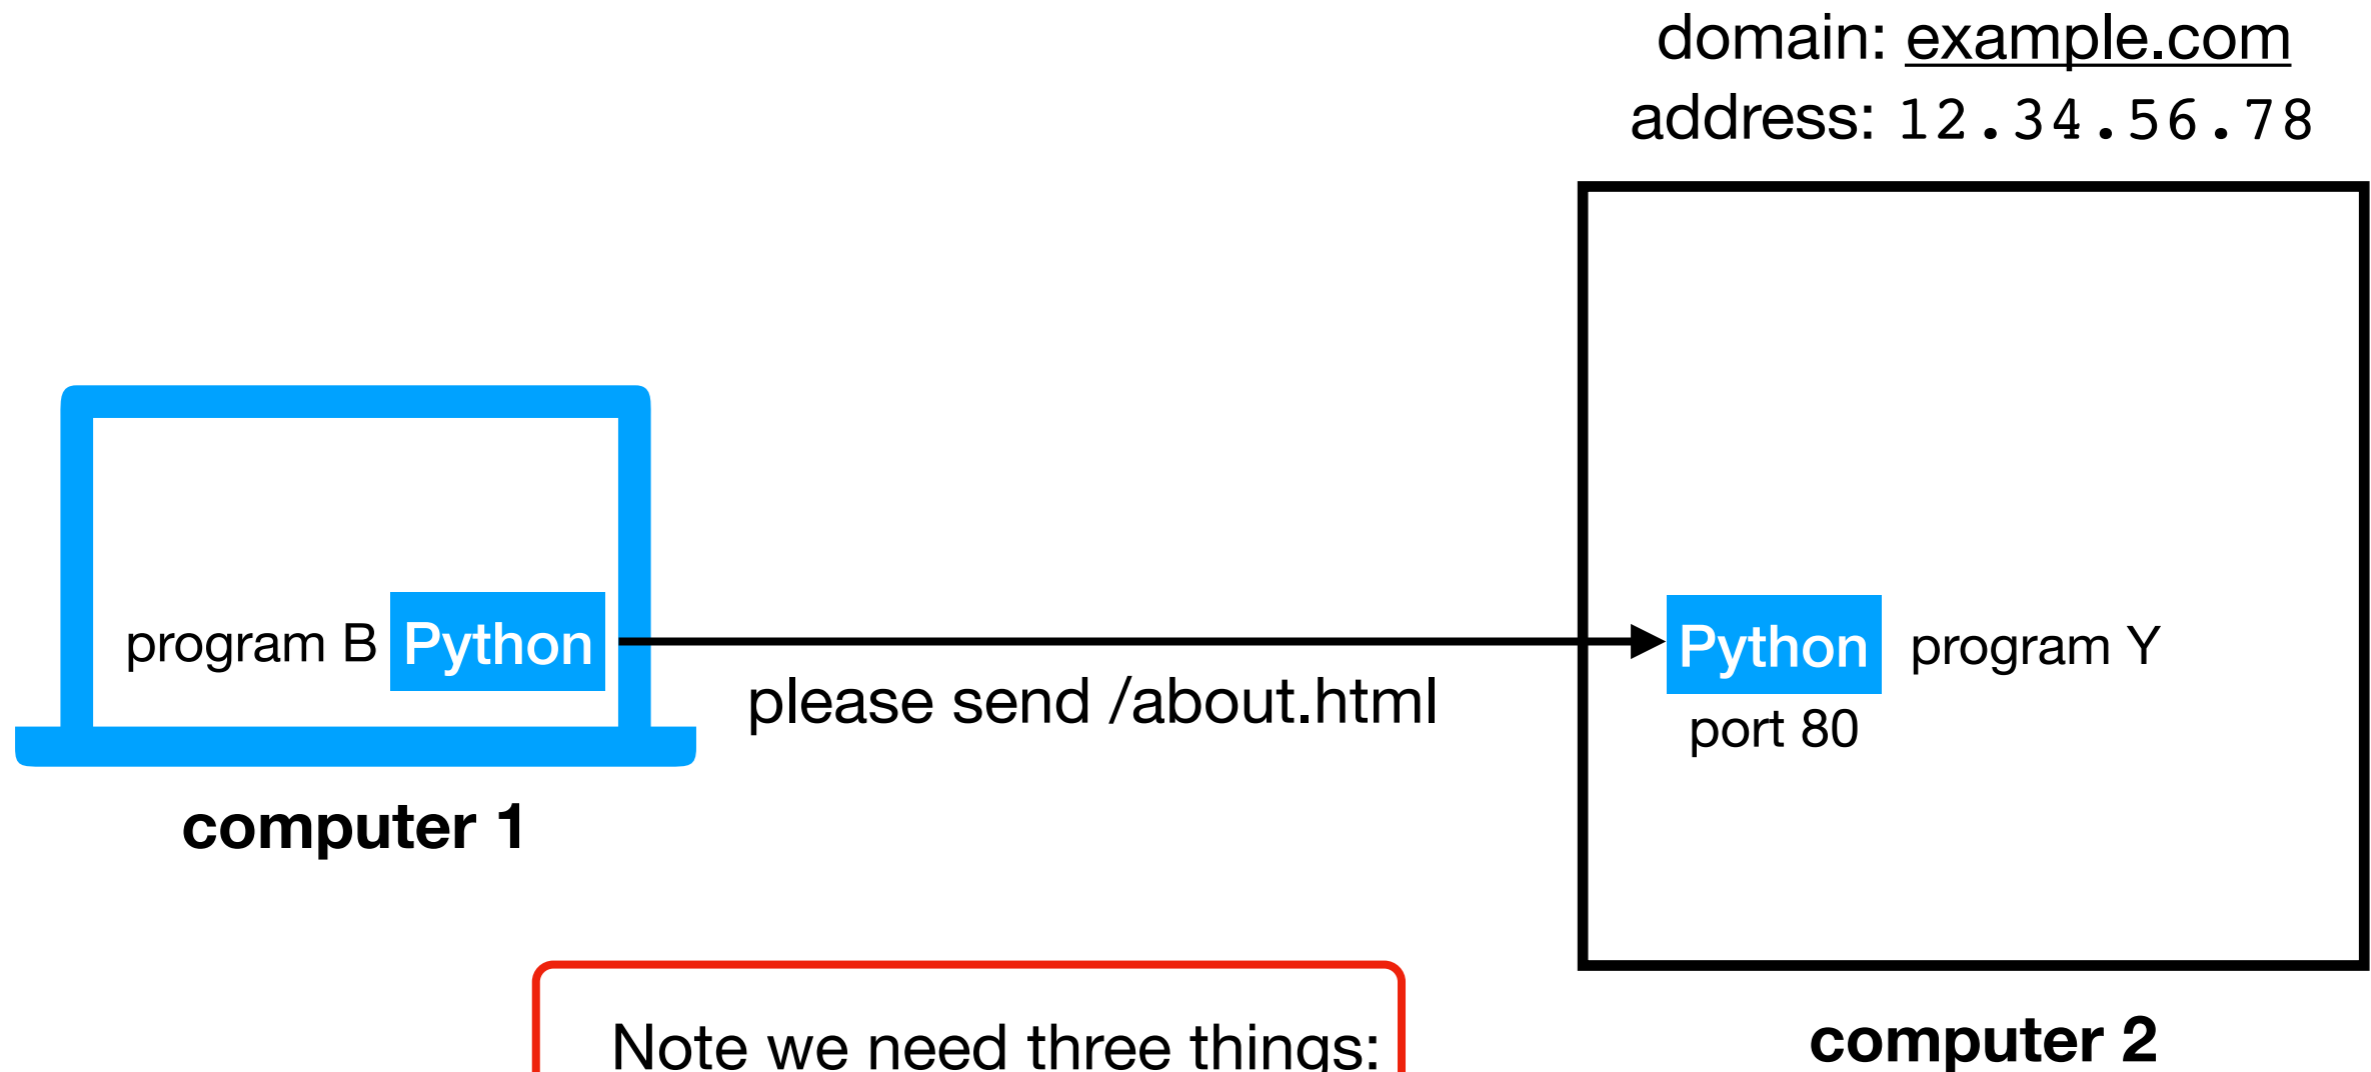 domain: example.com
address: 12.34.56.78
program B Python
please send /about.html
Python program Y
port 80
computer 1
Note we need three things:
computer 2